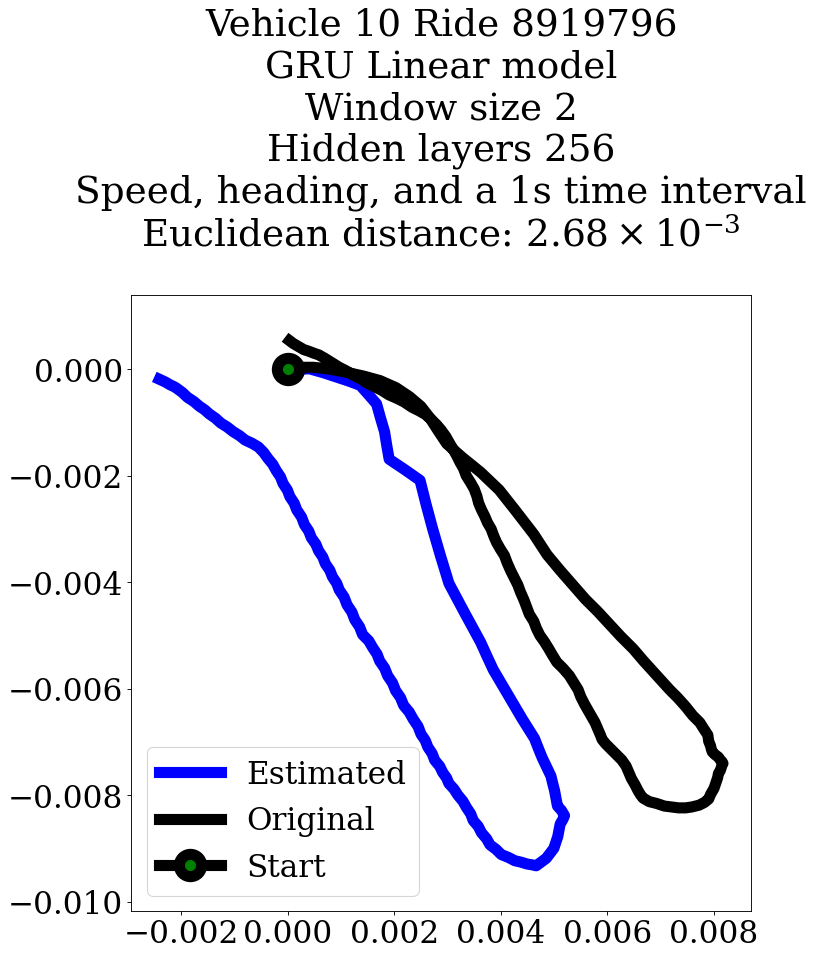 Vehicle 10 Ride 8919796
GRU Linear model
Window size 2
Hidden layers 256
Speed, heading, and a 1s time interval
Euclidean distance: 2.68 × 10⁻³
0.000
−0.002
−0.004
−0.006
−0.008
−0.010
Estimated
Original
Start
−0.002 0.000 0.002 0.004 0.006 0.008